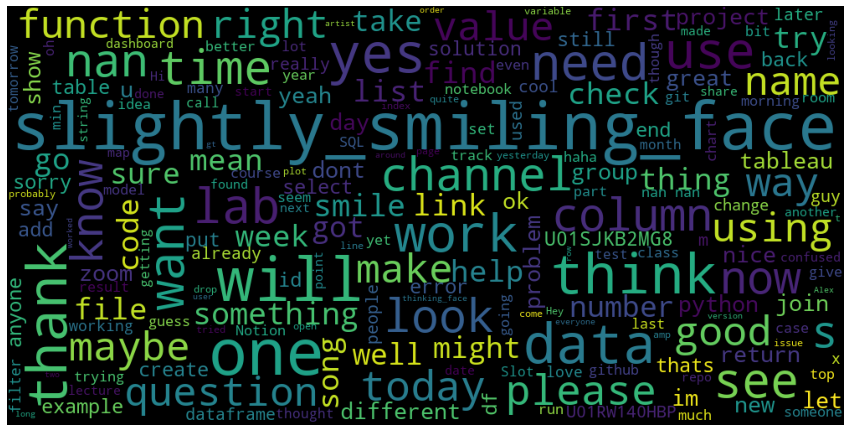 artist order variable made looking
function right take value first project later
oh dashboard better lot solution still even bit though try
tomorrow show nan time yes find need use name
Hi done year really
table u many call yeah list notebook cool great back git share
string min idea start check morning room
slightly_smiling_face
index quite day set used end month chart
go map gt SQL haha tableau
sorry sure mean found dont channel group thing way
plot around page yesterday track part nan nan
probably model course select smile link ok change guy
say know want lab seem next got work column another t
add code put yet U01SJKB2MG8 using
thank zoom getting already week line make help problem test class m nice confused give
result drop id point error from
worked user will look think now
anyone file working something people going number python join Alex
thinking_face come Hey everyone version
guess Notion open tried data last case issue
filter maybe one song well might good s
trying create date Slot love github thats return x top
question today please see
lecture amp repo im let
example dataframe thought different df run U01RW140HBP much new someone
long two